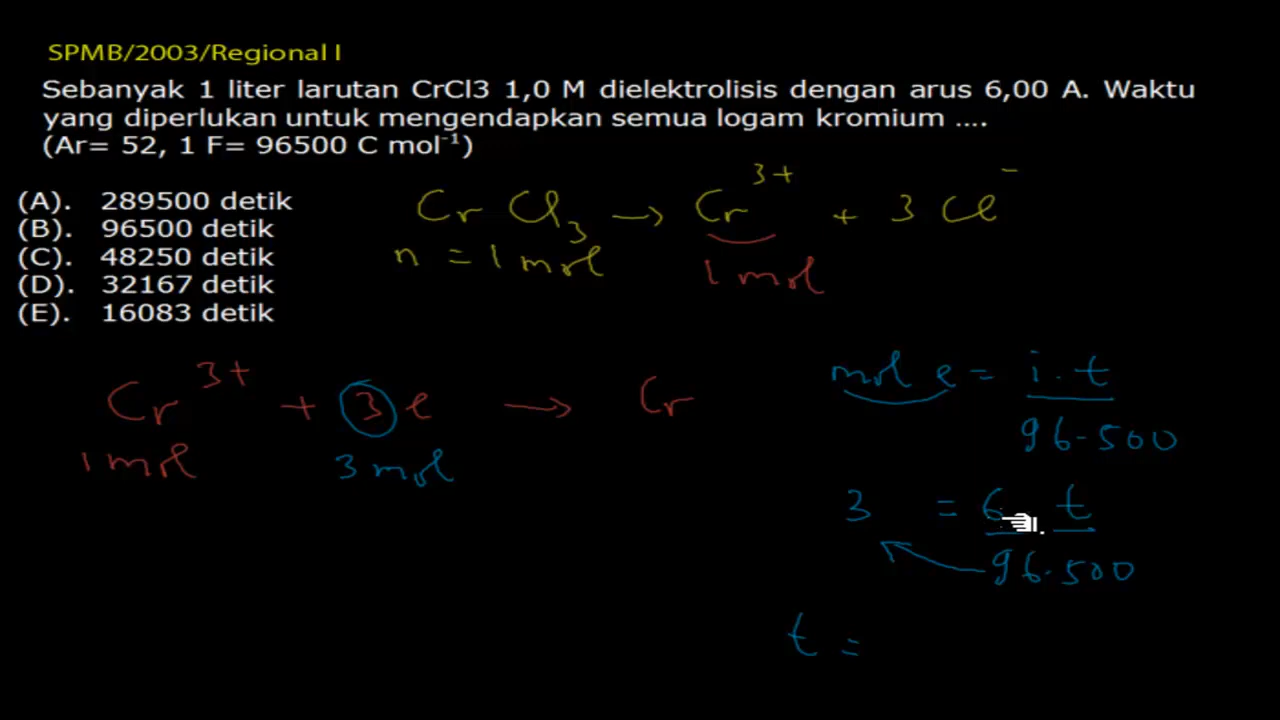 SPMB/2003/Regional I
Sebanyak 1 liter larutan CrCl3 1,0 M dielektrolisis dengan arus 6,00 A. Waktu
yang diperlukan untuk mengendapkan semua logam kromium ....
(Ar= 52, 1 F= 96500 C mol⁻¹)
(A). 289500 detik
(B). 96500 detik
(C). 48250 detik
(D). 32167 detik
(E). 16083 detik
Cr Cl₃ → Cr³⁺ + 3 Cl⁻
n = 1 mol
1 mol
Cr³⁺ + 3 e → Cr
1 mol
3 mol
mol e = i . t
96.500
3 = 6 . t
96.500
t =